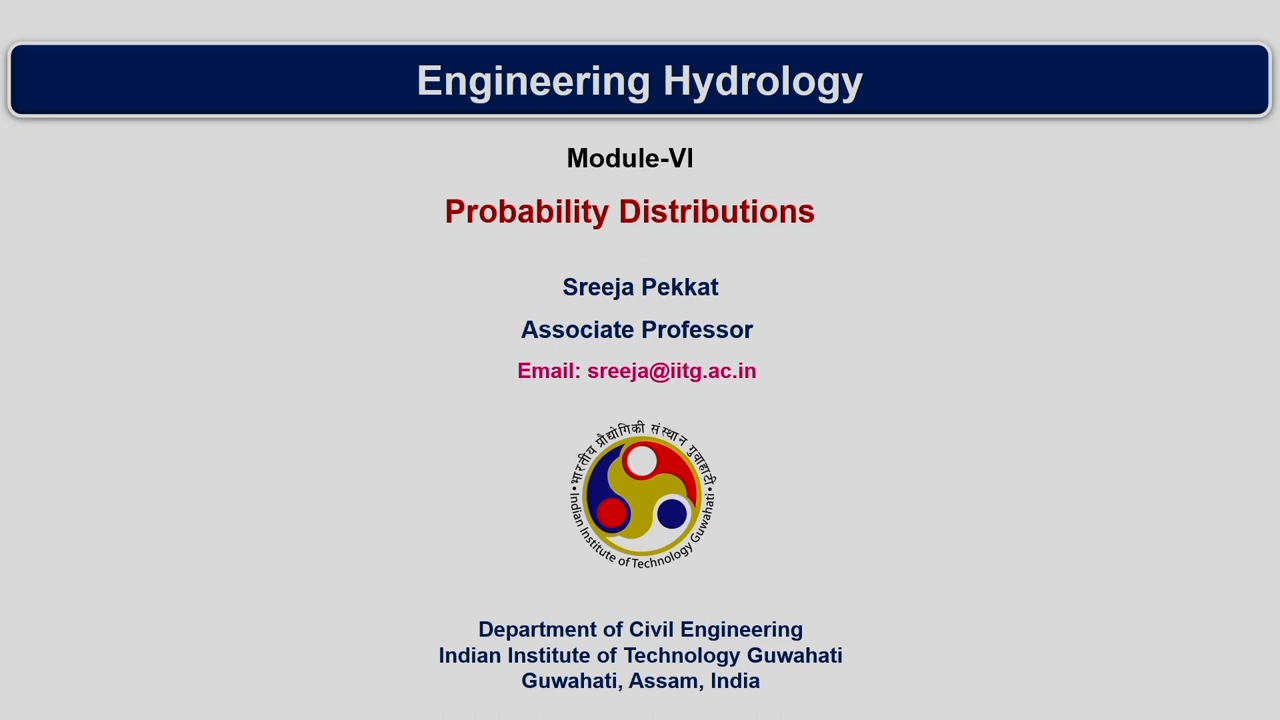 Engineering Hydrology
Module-VI
Probability Distributions
Sreeja Pekkat
Associate Professor
Email: sreeja@iitg.ac.in
भारतीय प्रौद्योगिकी संस्थान गुवाहाटी
Indian Institute of Technology Guwahati
Department of Civil Engineering
Indian Institute of Technology Guwahati
Guwahati, Assam, India